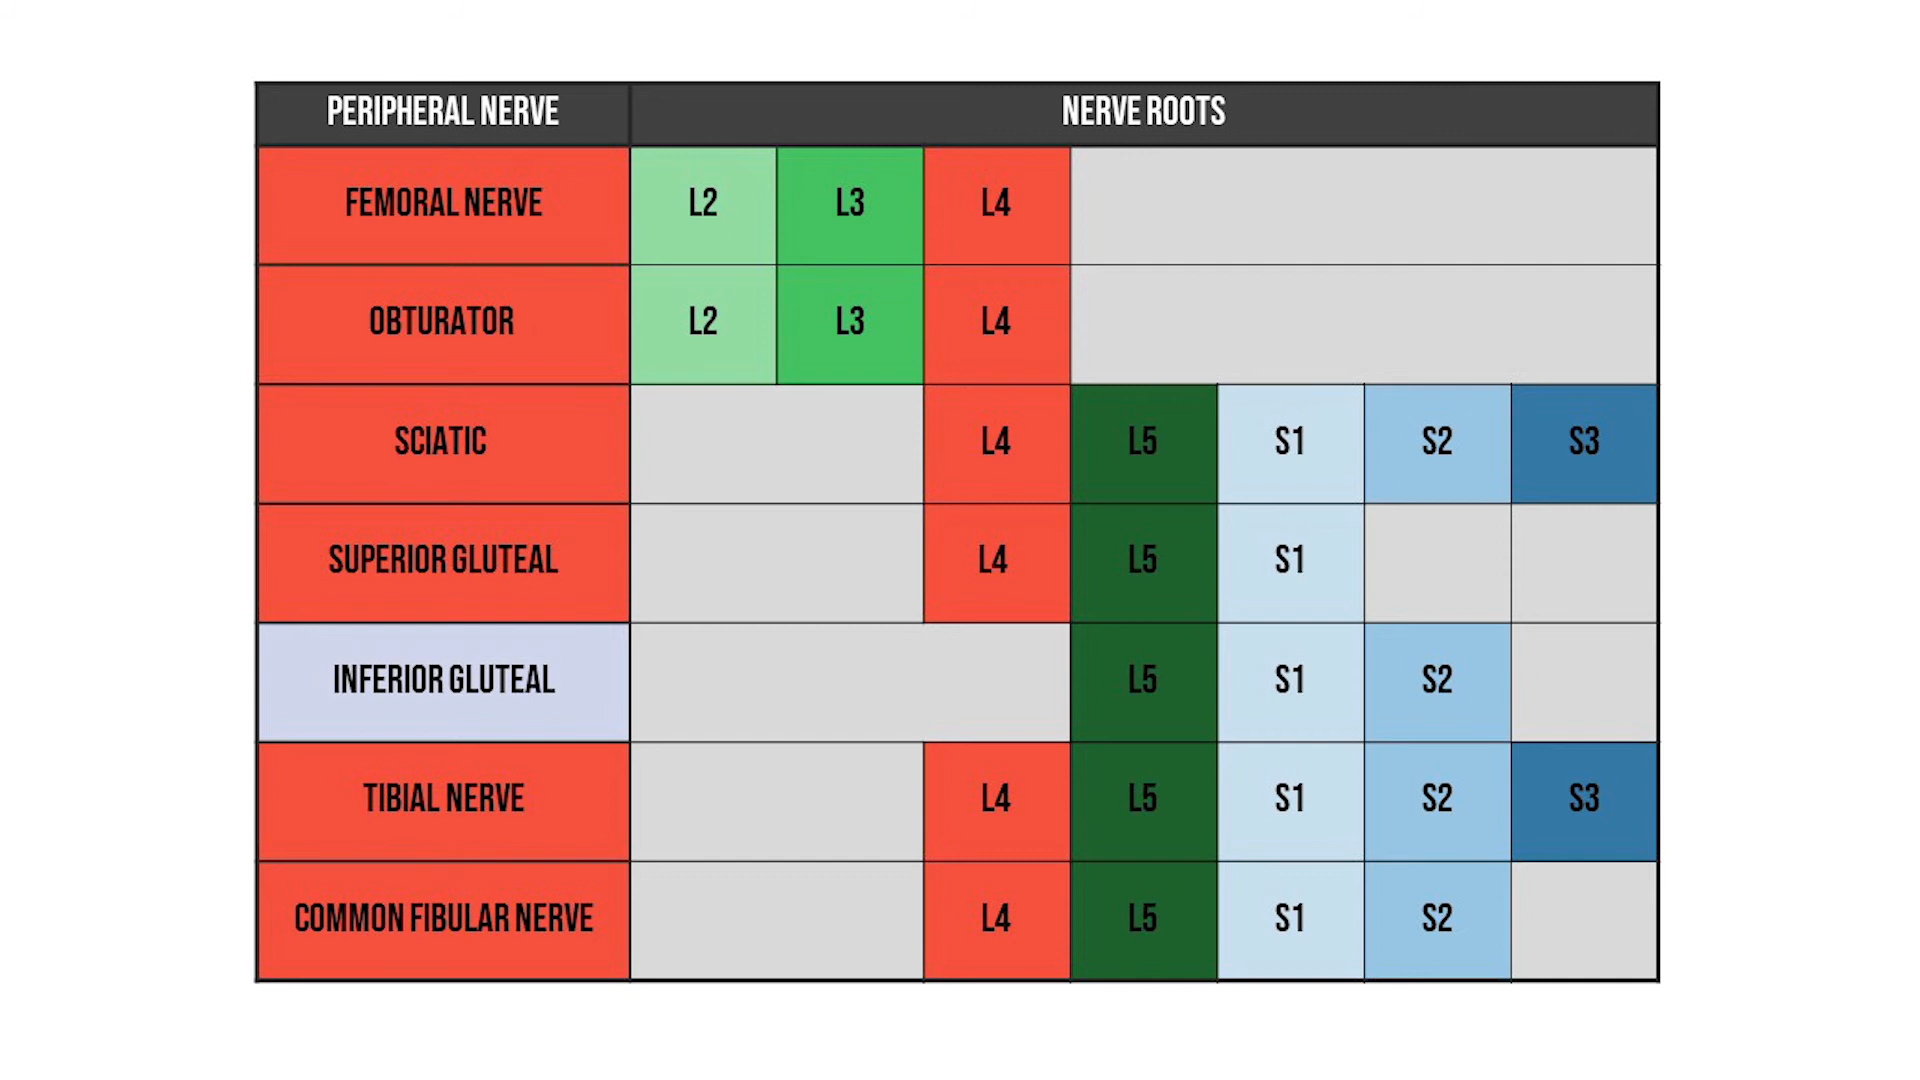 PERIPHERAL NERVE NERVE ROOTS
FEMORAL NERVE L2 L3 L4
OBTURATOR L2 L3 L4
SCIATIC L4 L5 S1 S2 S3
SUPERIOR GLUTEAL L4 L5 S1
INFERIOR GLUTEAL L5 S1 S2
TIBIAL NERVE L4 L5 S1 S2 S3
COMMON FIBULAR NERVE L4 L5 S1 S2